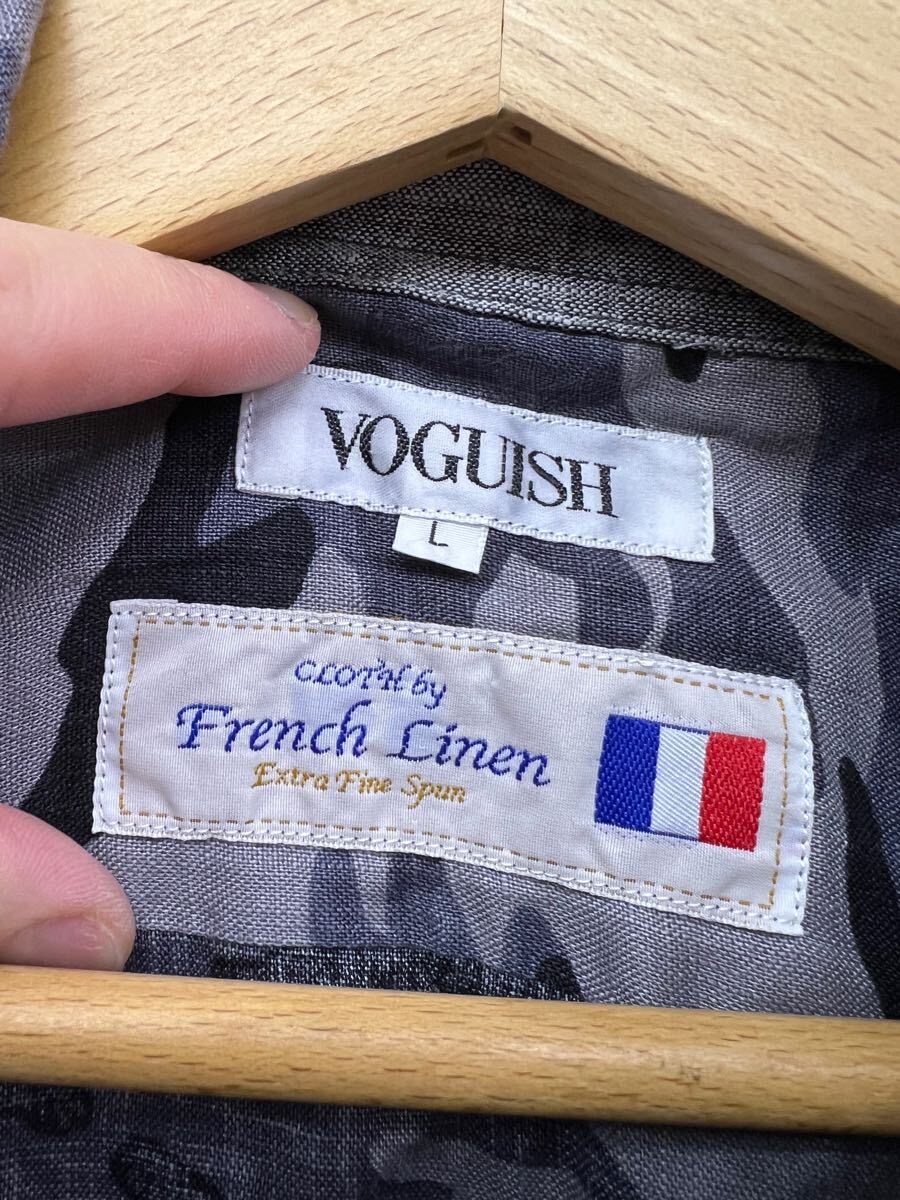 VOGUISH
L
CLOTH by
French Linen
Extra Fine Spun